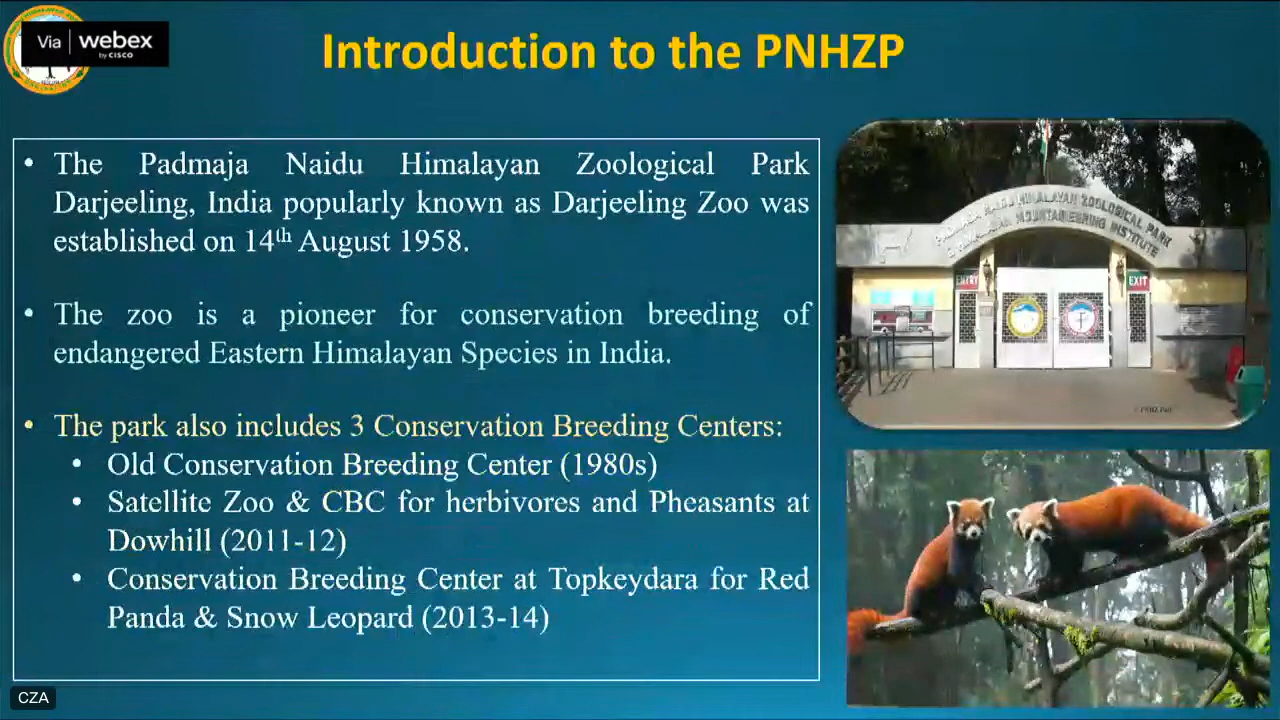 Via webex
by CISCO
Introduction to the PNHZP
• The Padmaja Naidu Himalayan Zoological Park
Darjeeling, India popularly known as Darjeeling Zoo was
established on 14th August 1958.
• The zoo is a pioneer for conservation breeding of
endangered Eastern Himalayan Species in India.
• The park also includes 3 Conservation Breeding Centers:
• Old Conservation Breeding Center (1980s)
• Satellite Zoo & CBC for herbivores and Pheasants at
Dowhill (2011-12)
• Conservation Breeding Center at Topkeydara for Red
Panda & Snow Leopard (2013-14)
PADMAJA NAIDU HIMALAYAN ZOOLOGICAL PARK
& HIMALAYAN MOUNTAINEERING INSTITUTE
ENTRY
EXIT
CZA